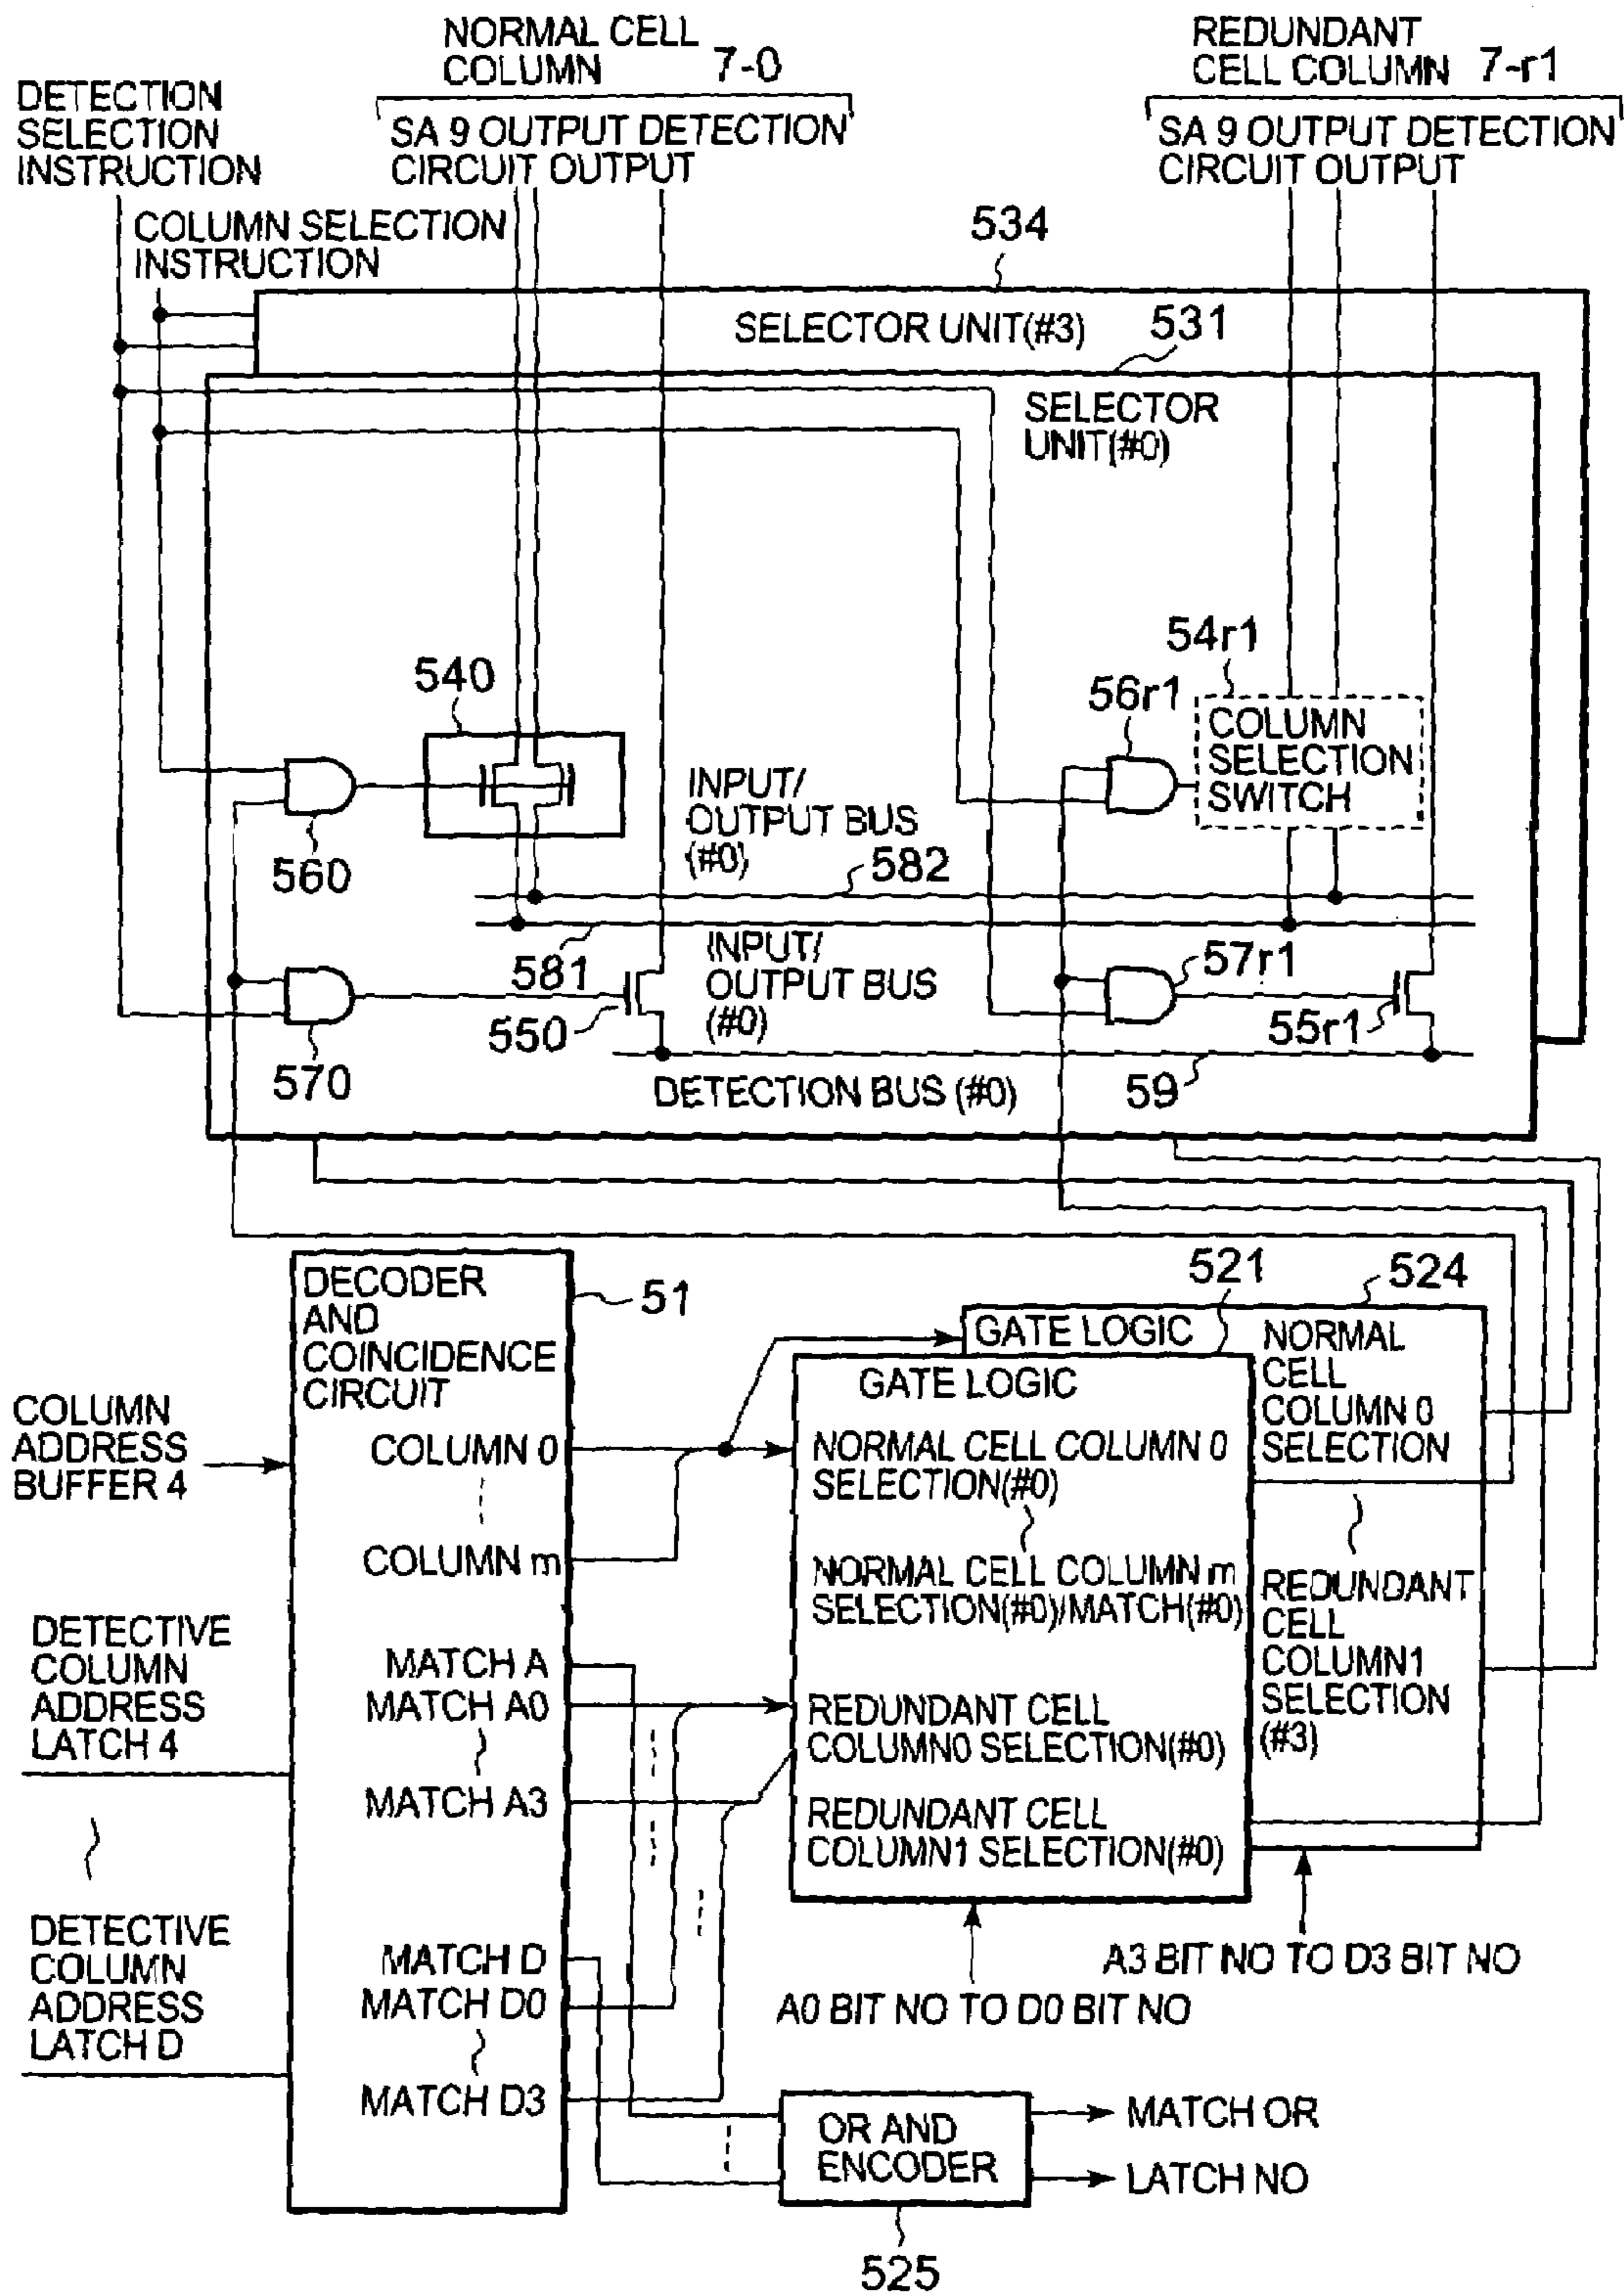 NORMAL CELL
COLUMN 7-0
REDUNDANT
CELL COLUMN 7-r1
DETECTION
SELECTION
INSTRUCTION
SA 9 OUTPUT DETECTION
CIRCUIT OUTPUT
SA 9 OUTPUT DETECTION
CIRCUIT OUTPUT
COLUMN SELECTION
INSTRUCTION
534
SELECTOR UNIT(#3)
531
SELECTOR
UNIT(#0)
540
54r1
56r1
COLUMN
SELECTION
SWITCH
INPUT/
OUTPUT BUS
(#0)
560
582
581
INPUT/
OUTPUT BUS
(#0)
57r1
550
55r1
570
DETECTION BUS (#0)
59
DECODER
AND
COINCIDENCE
CIRCUIT
51
521
524
GATE LOGIC
NORMAL
CELL
COLUMN 0
SELECTION
GATE LOGIC
COLUMN
ADDRESS
BUFFER 4
COLUMN 0
NORMAL CELL COLUMN 0
SELECTION(#0)
COLUMN m
NORMAL CELL COLUMN m
SELECTION(#0)/MATCH(#0)
REDUNDANT
CELL
COLUMN1
SELECTION
(#3)
DETECTIVE
COLUMN
ADDRESS
LATCH 4
MATCH A
MATCH A0
REDUNDANT CELL
COLUMN0 SELECTION(#0)
MATCH A3
REDUNDANT CELL
COLUMN1 SELECTION(#0)
DETECTIVE
COLUMN
ADDRESS
LATCH D
MATCH D
MATCH D0
A3 BIT NO TO D3 BIT NO
A0 BIT NO TO D0 BIT NO
MATCH D3
OR AND
ENCODER
MATCH OR
LATCH NO
525